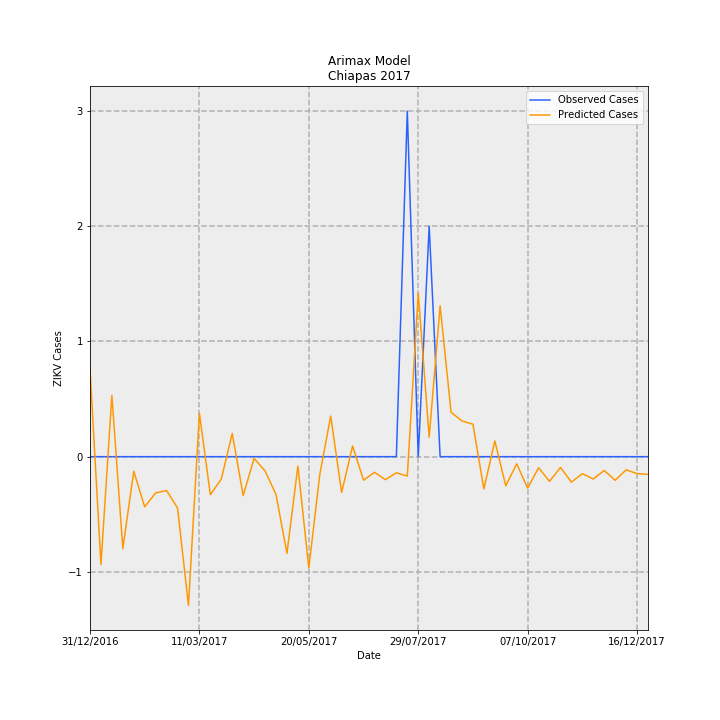 Arimax Model
Chiapas 2017
Observed Cases
Predicted Cases
3
2
1
0
−1
ZIKV Cases
31/12/2016
11/03/2017
20/05/2017
29/07/2017
07/10/2017
16/12/2017
Date